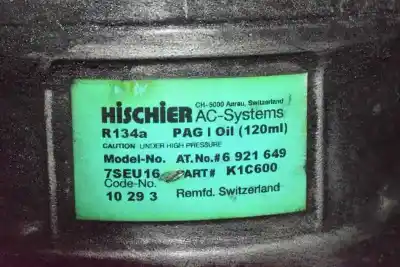 CH-5000 Aarau, Switzerland
HiSCHiER AC-Systems
R134a PAG I Oil (120ml)
CAUTION UNDER HIGH PRESSURE
Model-No. AT.No.# 6 921 649
7SEU16 PART# K1C600
Code-No.
10 29 3 Remfd. Switzerland